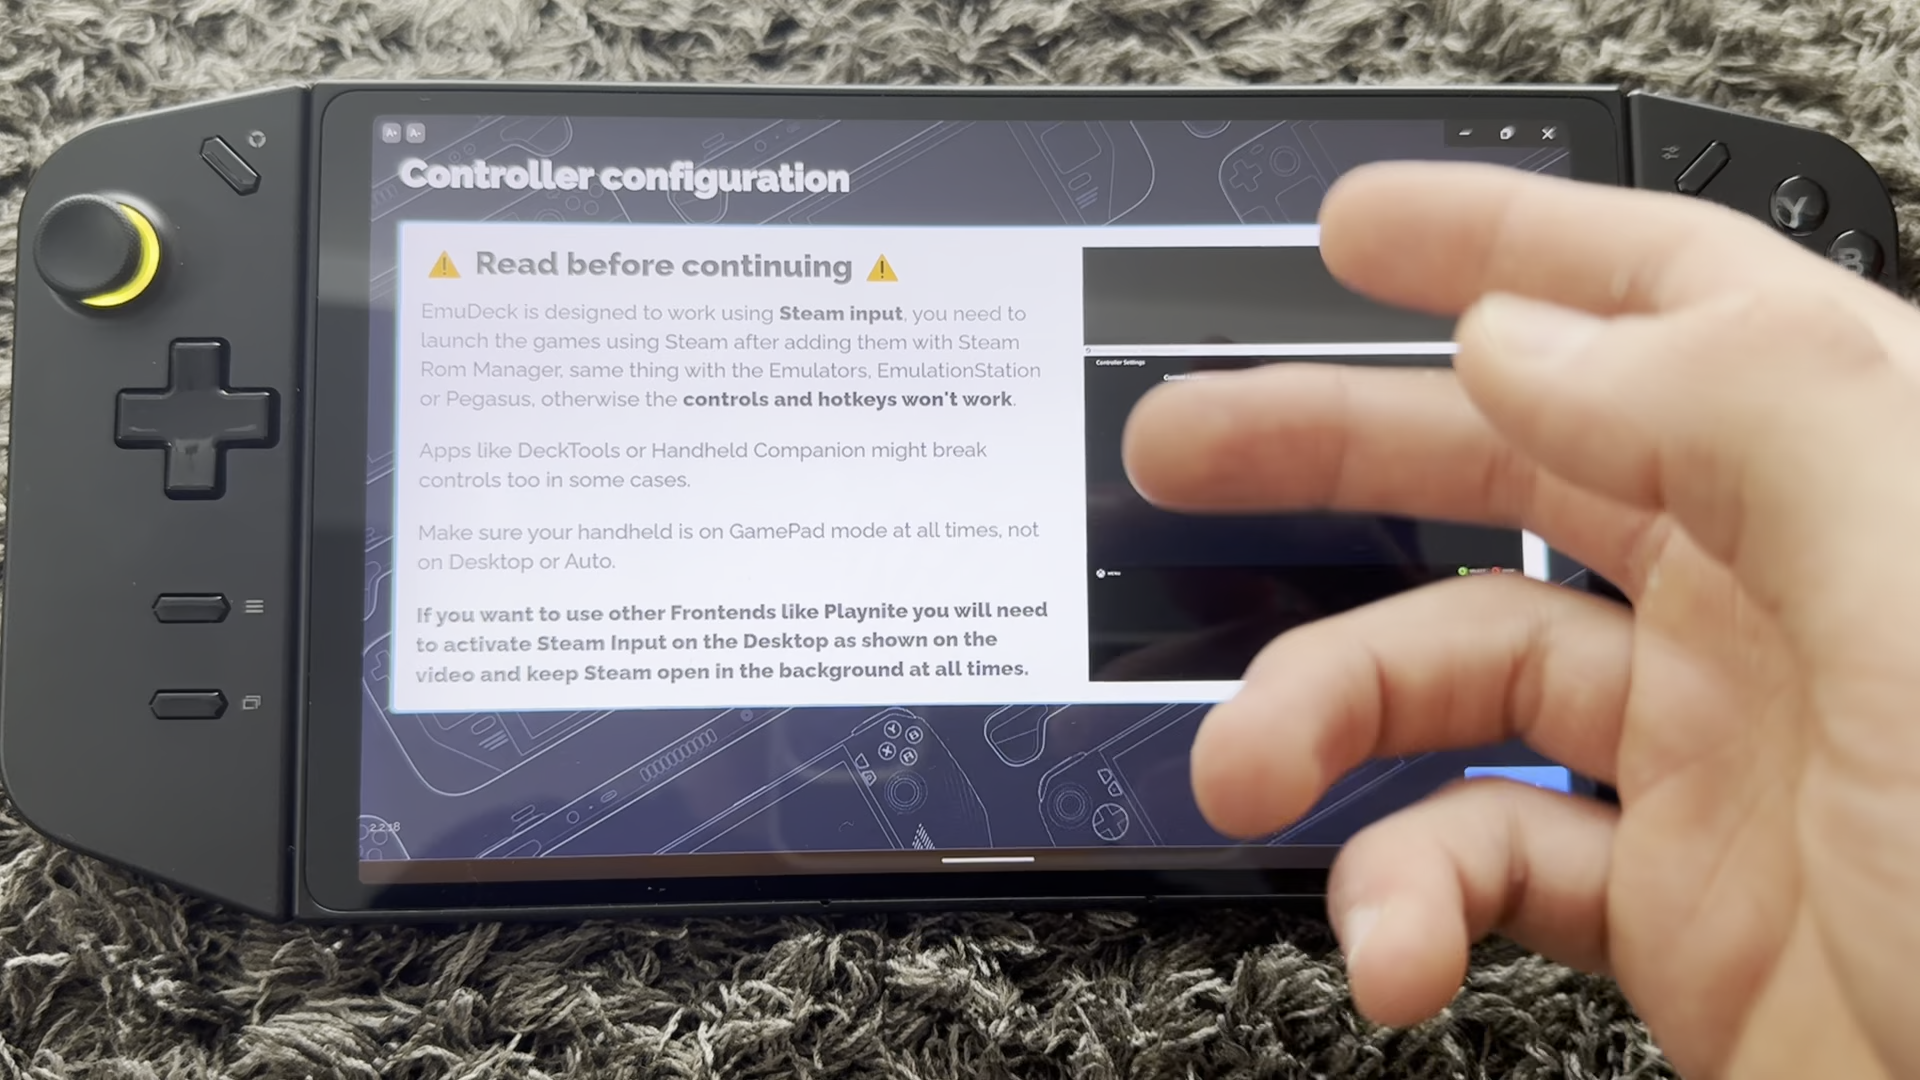 A+ A-
Controller configuration
Read before continuing
EmuDeck is designed to work using Steam input, you need to
launch the games using Steam after adding them with Steam
Rom Manager, same thing with the Emulators, EmulationStation
or Pegasus, otherwise the controls and hotkeys won't work.
Apps like DeckTools or Handheld Companion might break
controls too in some cases.
Make sure your handheld is on GamePad mode at all times, not
on Desktop or Auto.
If you want to use other Frontends like Playnite you will need
to activate Steam Input on the Desktop as shown on the
video and keep Steam open in the background at all times.
Controller Settings
MENU
Y
B
Y
B
X
A
2.2.18